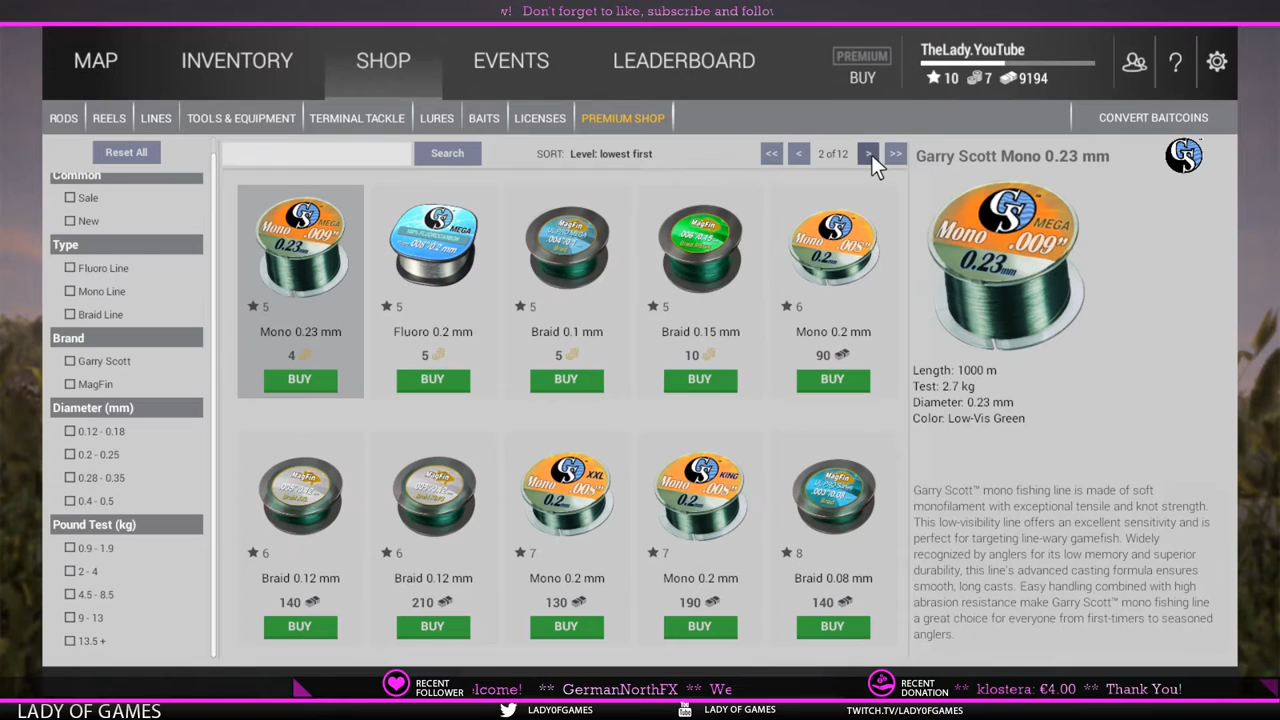 w! Don't forget to like, subscribe and follow
MAP INVENTORY SHOP EVENTS LEADERBOARD
PREMIUM
BUY
TheLady.YouTube
10 7 9194
RODS REELS LINES TOOLS & EQUIPMENT TERMINAL TACKLE LURES BAITS LICENSES PREMIUM SHOP CONVERT BAITCOINS
Reset All
Common
Sale
New
Type
Fluoro Line
Mono Line
Braid Line
Brand
Garry Scott
MagFin
Diameter (mm)
0.12 - 0.18
0.2 - 0.25
0.28 - 0.35
0.4 - 0.5
Pound Test (kg)
0.9 - 1.9
2 - 4
4.5 - 8.5
9 - 13
13.5 +
Search
SORT: Level: lowest first
<< < 2 of 12 > >>
5 5 5 5 6
Mono 0.23 mm Fluoro 0.2 mm Braid 0.1 mm Braid 0.15 mm Mono 0.2 mm
4 5 5 10 90
BUY BUY BUY BUY BUY
6 6 7 7 8
Braid 0.12 mm Braid 0.12 mm Mono 0.2 mm Mono 0.2 mm Braid 0.08 mm
140 210 130 190 140
BUY BUY BUY BUY BUY
Garry Scott Mono 0.23 mm
GS MEGA
Mono .009"
0.23mm
Length: 1000 m
Test: 2.7 kg
Diameter: 0.23 mm
Color: Low-Vis Green
Garry Scott™ mono fishing line is made of soft
monofilament with exceptional tensile and knot strength.
This low-visibility line offers an excellent sensitivity and is
perfect for targeting line-wary gamefish. Widely
recognized by anglers for its low memory and superior
durability, this line's advanced casting formula ensures
smooth, long casts. Easy handling combined with high
abrasion resistance make Garry Scott™ mono fishing line
a great choice for everyone from first-timers to seasoned
anglers.
RECENT
FOLLOWER
elcome! ** GermanNorthFX ** We
RECENT
DONATION
** klostera: €4.00 ** Thank You!
LADY OF GAMES
LADY0FGAMES
LADY OF GAMES
TWITCH.TV/LADY0FGAMES